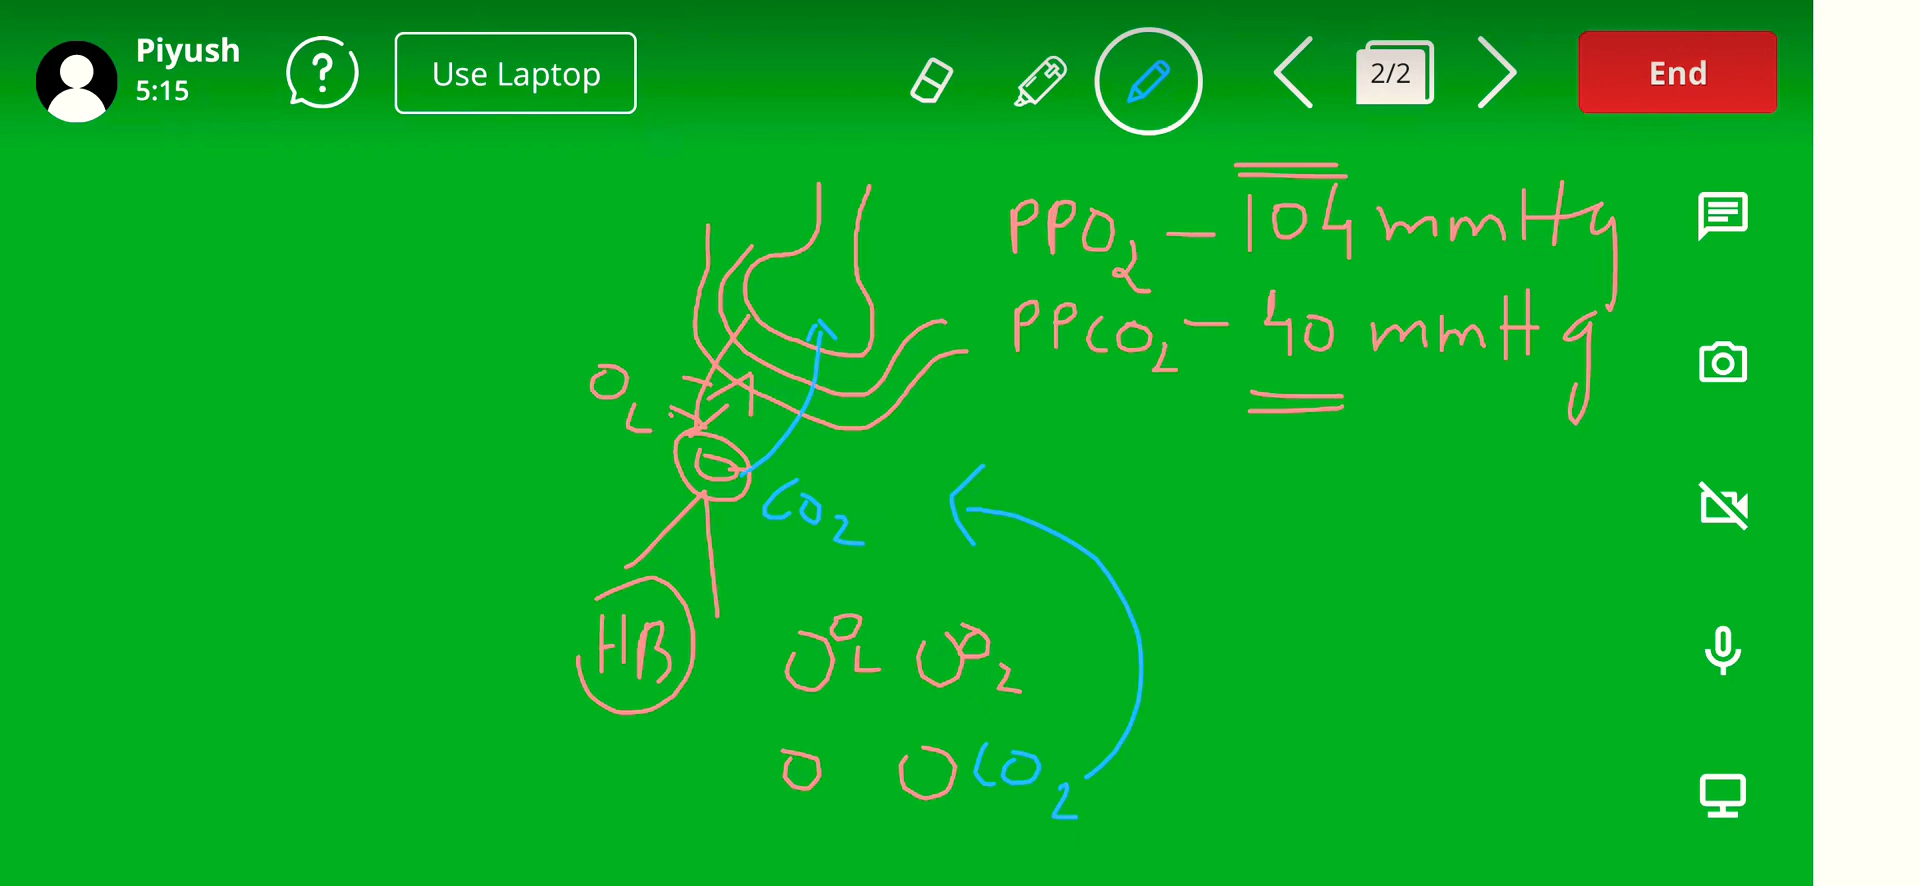 Piyush
5:15
Use Laptop
2/2
End
PPO2 — 104 mmHg
PPCO2 — 40 mmHg
O2
CO2
HB
O2 O2
CO2